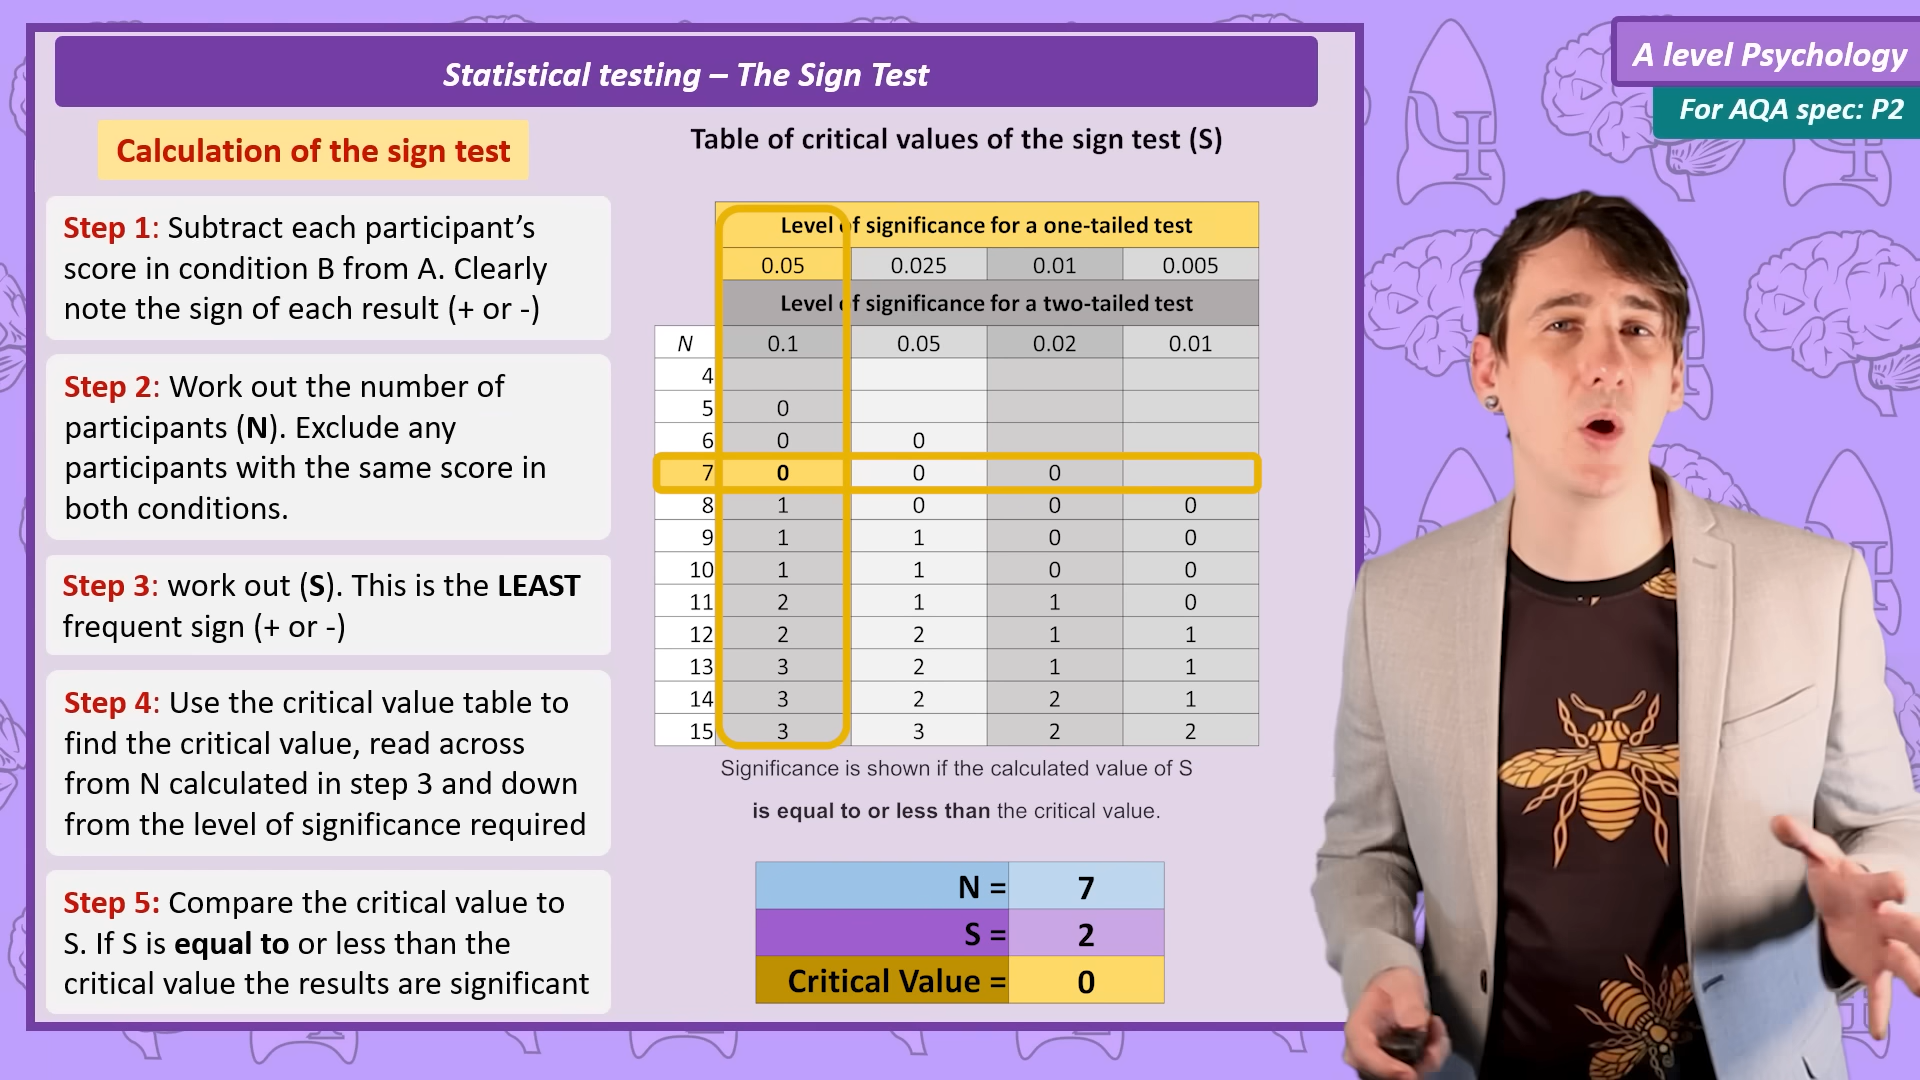 Statistical testing – The Sign Test
A level Psychology
For AQA spec: P2
Calculation of the sign test
Step 1: Subtract each participant’s
score in condition B from A. Clearly
note the sign of each result (+ or -)
Step 2: Work out the number of
participants (N). Exclude any
participants with the same score in
both conditions.
Step 3: work out (S). This is the LEAST
frequent sign (+ or -)
Step 4: Use the critical value table to
find the critical value, read across
from N calculated in step 3 and down
from the level of significance required
Step 5: Compare the critical value to
S. If S is equal to or less than the
critical value the results are significant
Table of critical values of the sign test (S)
Level of significance for a one-tailed test
0.05 0.025 0.01 0.005
Level of significance for a two-tailed test
N 0.1 0.05 0.02 0.01
4
5 0
6 0 0
7 0 0 0
8 1 0 0 0
9 1 1 0 0
10 1 1 0 0
11 2 1 1 0
12 2 2 1 1
13 3 2 1 1
14 3 2 2 1
15 3 3 2 2
Significance is shown if the calculated value of S
is equal to or less than the critical value.
N = 7
S = 2
Critical Value = 0